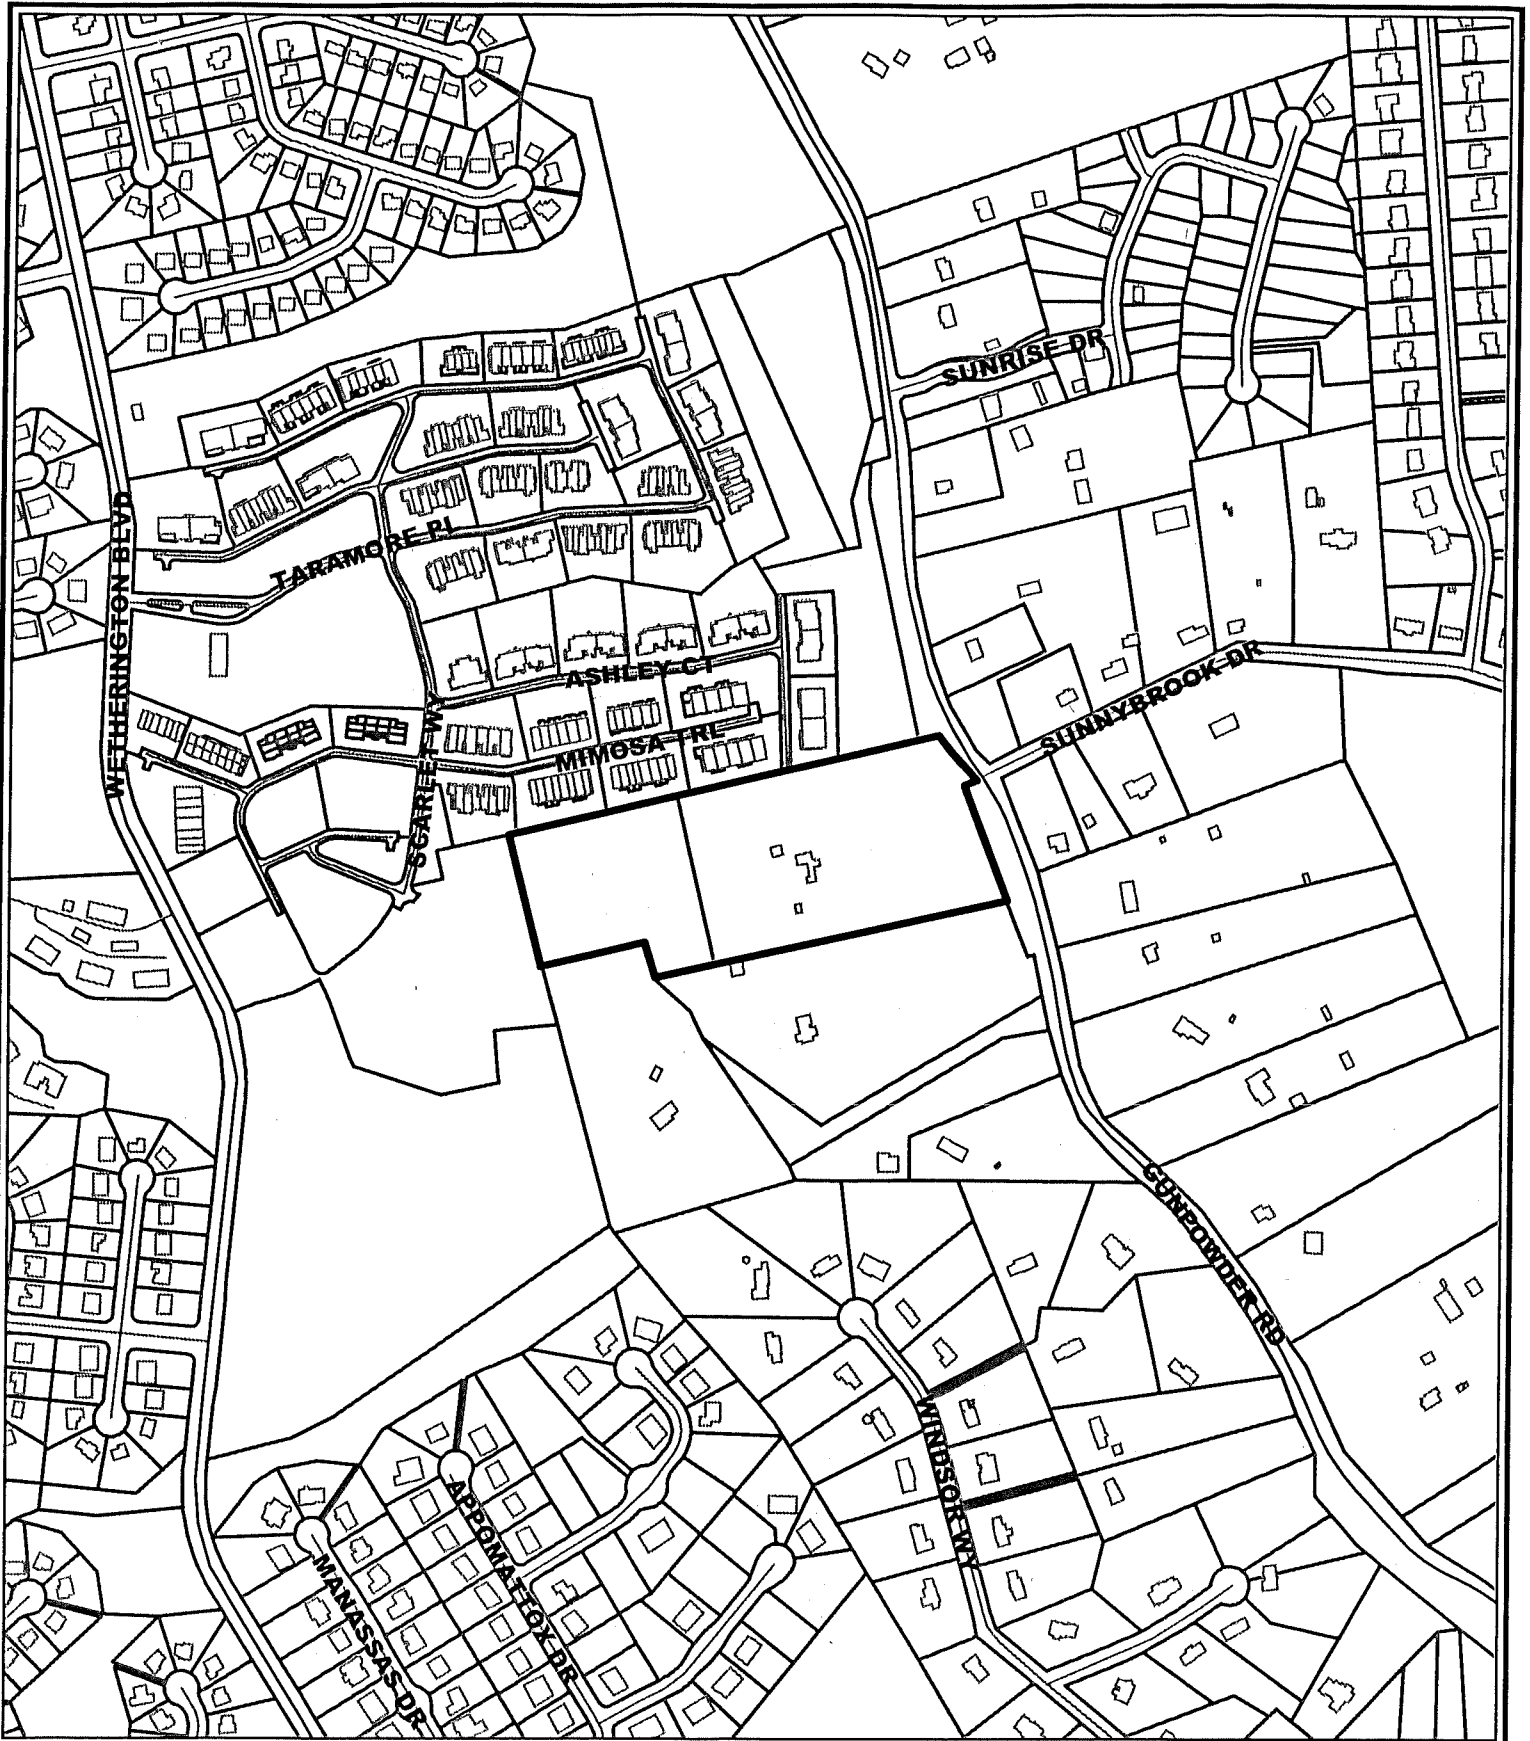 SUNRISE DR
WETHERINGTON BLVD
TARAMORE PL
ASHLEY CT
SUNNYBROOK DR
MIMOSA TRL
SCARLET WY
GUNPOWDER RD
WINDSOR WY
APPOMATTOX DR
MANASSAS DR